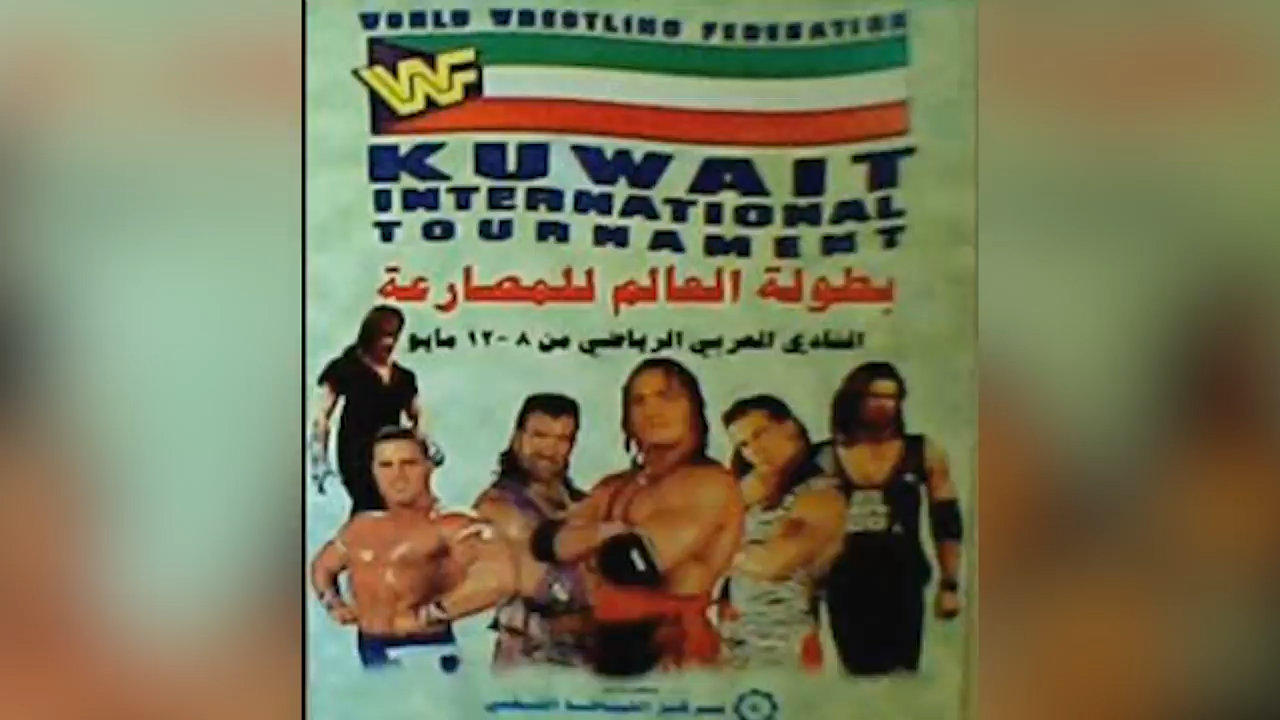 WORLD WRESTLING FEDERATION
WWF
KUWAIT
INTERNATIONAL
TOURNAMENT
بطولة العالم للمصارعة
النادي العربي الرياضي من ٨ - ١٢ مايو